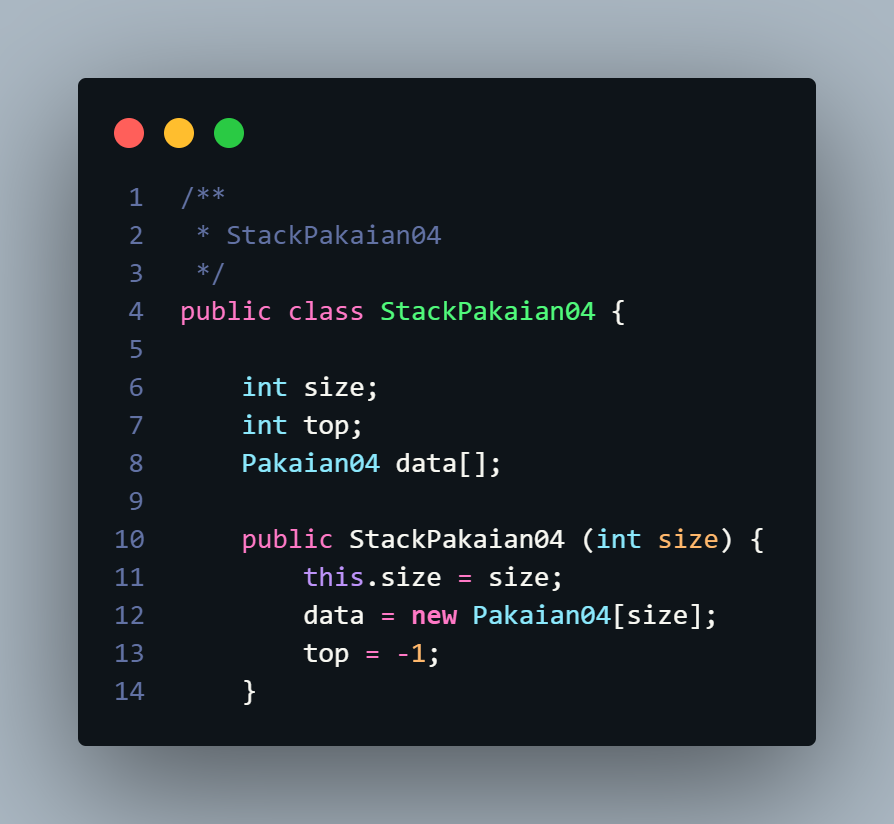 1 /**
2  * StackPakaian04
3  */
4 public class StackPakaian04 {
5
6     int size;
7     int top;
8     Pakaian04 data[];
9
10     public StackPakaian04 (int size) {
11         this.size = size;
12         data = new Pakaian04[size];
13         top = -1;
14     }